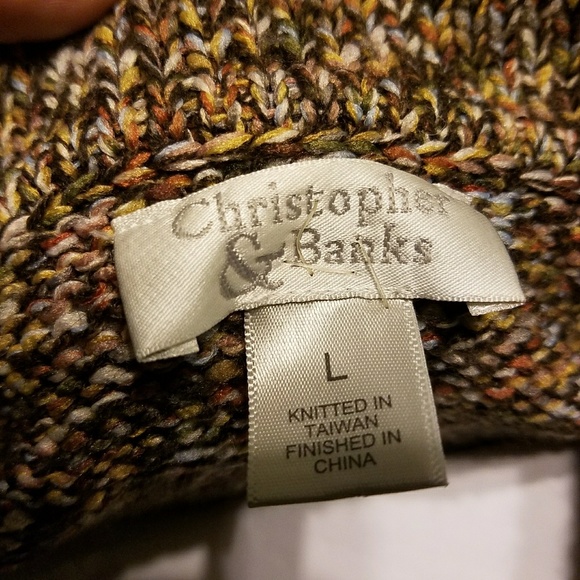 Christopher
& Banks
L
KNITTED IN
TAIWAN
FINISHED IN
CHINA